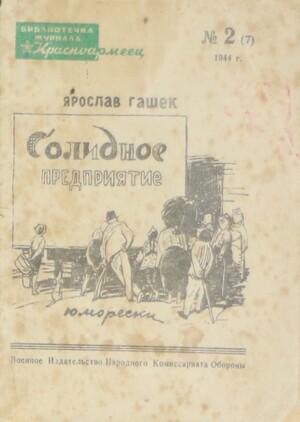 БИБЛИОТЕЧКА
ЖУРНАЛА
Красноармеец
№ 2 (7)
1944 г.
ЯРОСЛАВ ГАШЕК
Солидное
ПРЕДПРИЯТИЕ
юморески
Военное Издательство Народного Комиссариата Обороны